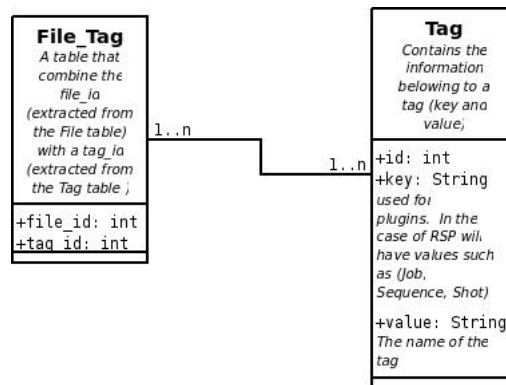 File_Tag
A table that
combine the
file_id
(extracted from
the File table)
with a tag_id
(extracted from
the Tag table )
+file_id: int
+tag_id: int
1..n
1..n
Tag
Contains the
information
belowing to a
tag (key and
value)
+id: int
+key: String
used for
plugins. In the
case of RSP will
have values such
as (Job,
Sequence, Shot)
+value: String
The name of the
tag